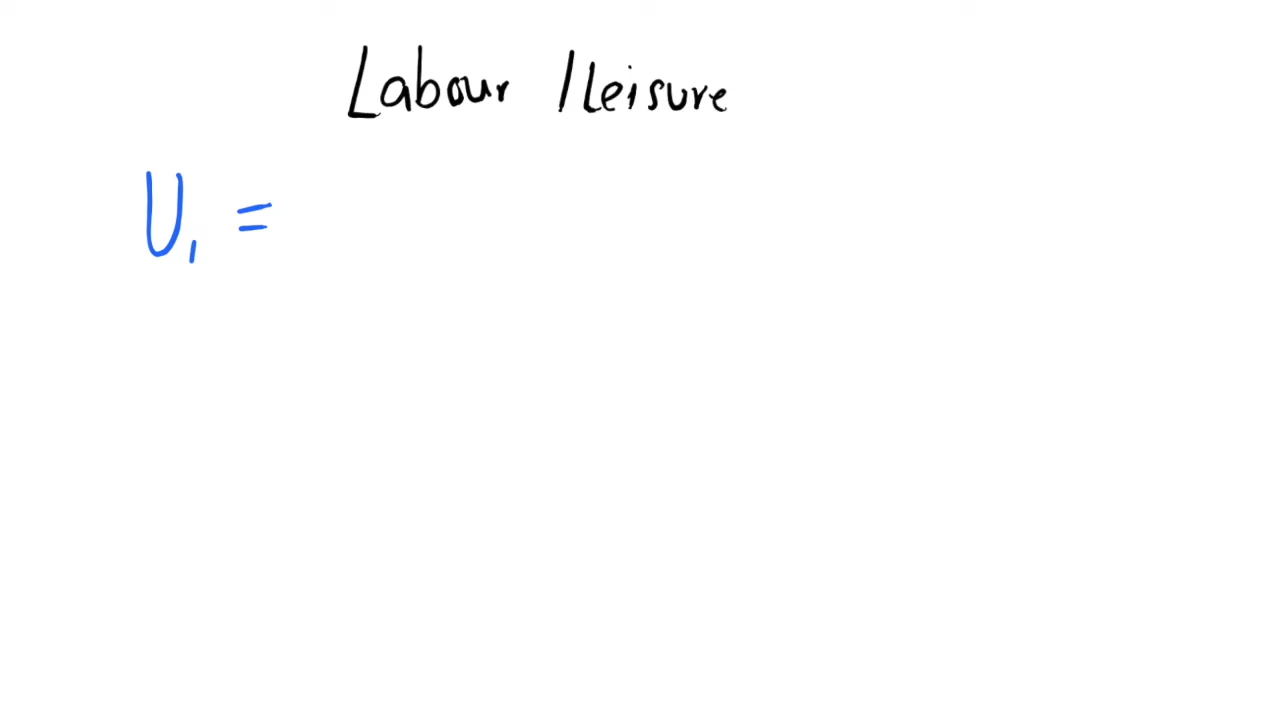 Labour / Leisure
U₁ =